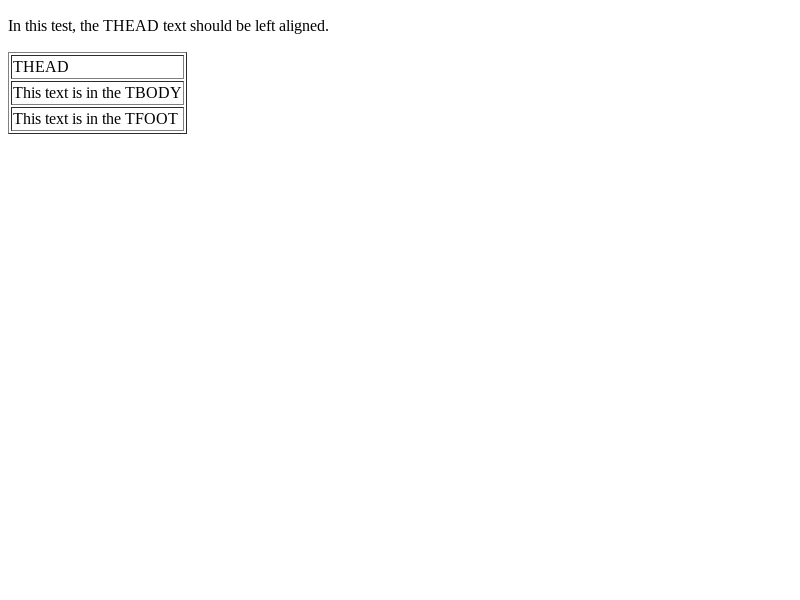 In this test, the THEAD text should be left aligned.
THEAD
This text is in the TBODY
This text is in the TFOOT